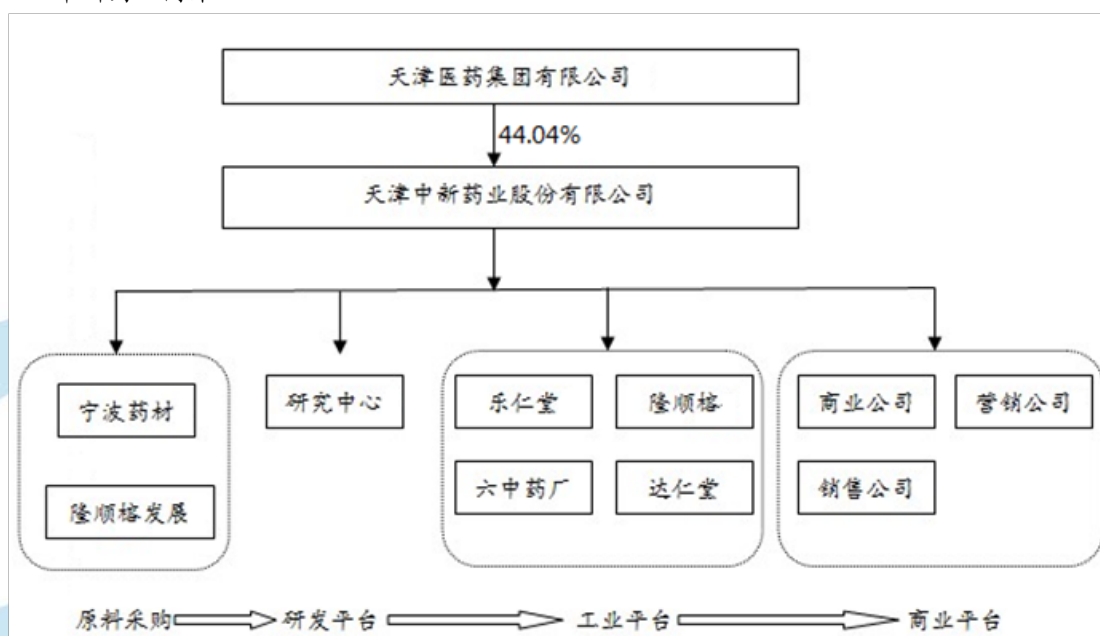 天津医药集团有限公司
44.04%
天津中新药业股份有限公司
宁波药材
研究中心
乐仁堂
隆顺榕
商业公司
营销公司
隆顺榕发展
六中药厂
达仁堂
销售公司
原料采购
研发平台
工业平台
商业平台